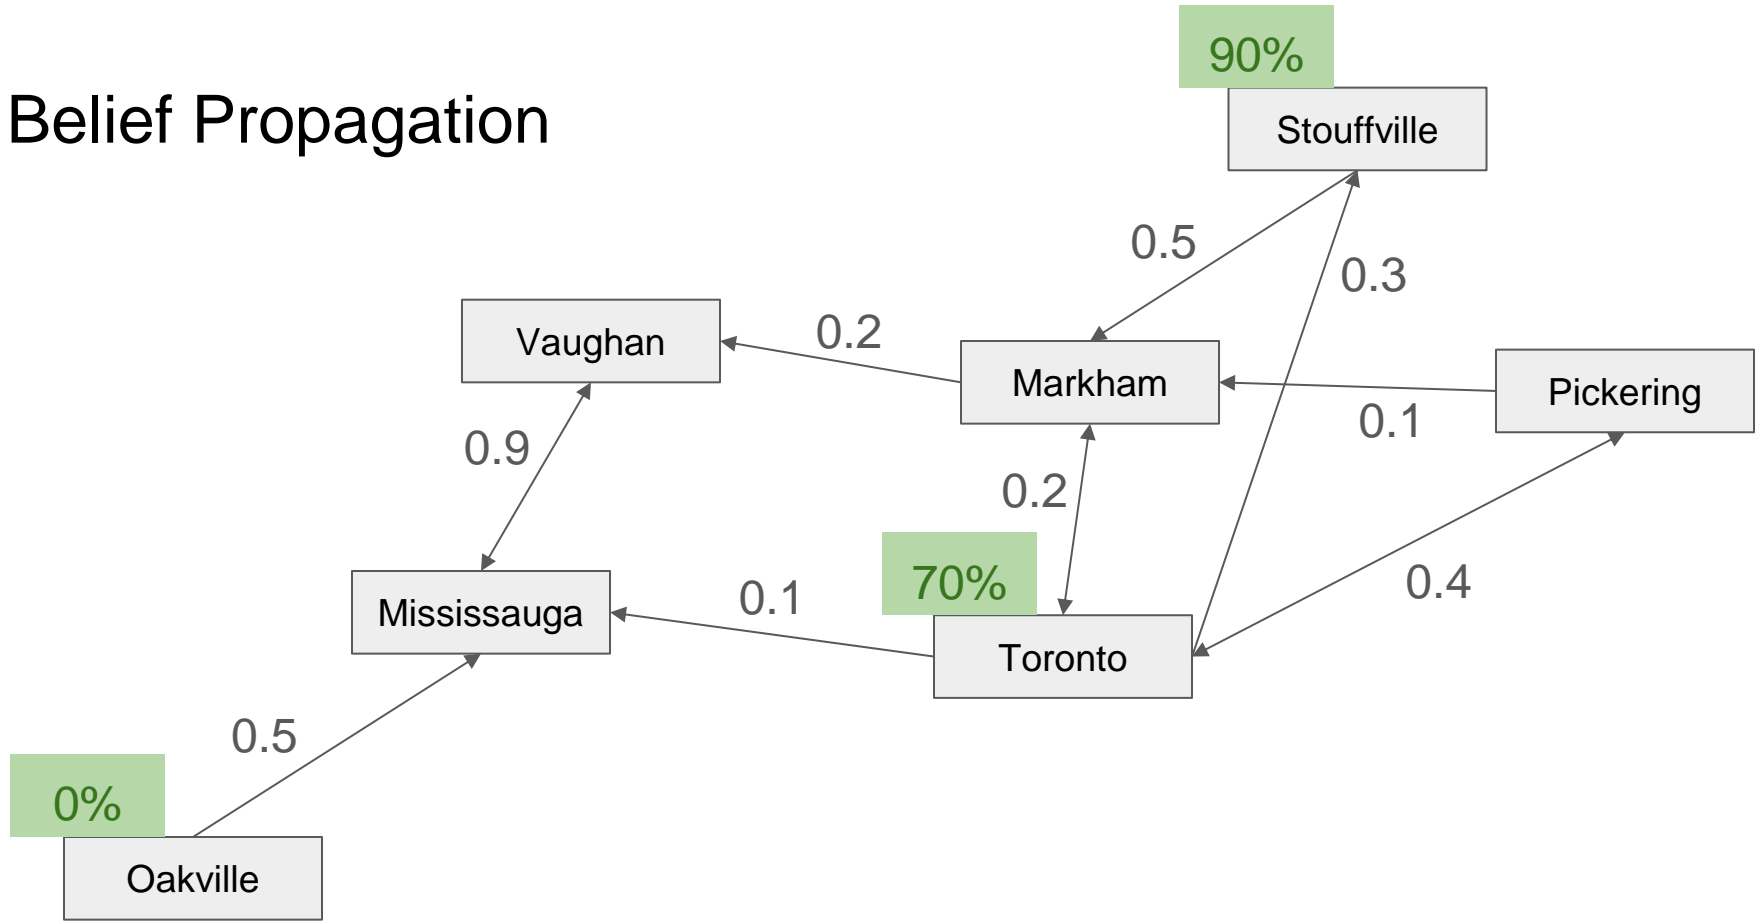 Belief Propagation
90%
Stouffville
0.5
0.3
Vaughan
0.2
Markham
Pickering
0.1
0.9
0.2
70%
0.4
Mississauga
0.1
Toronto
0.5
0%
Oakville